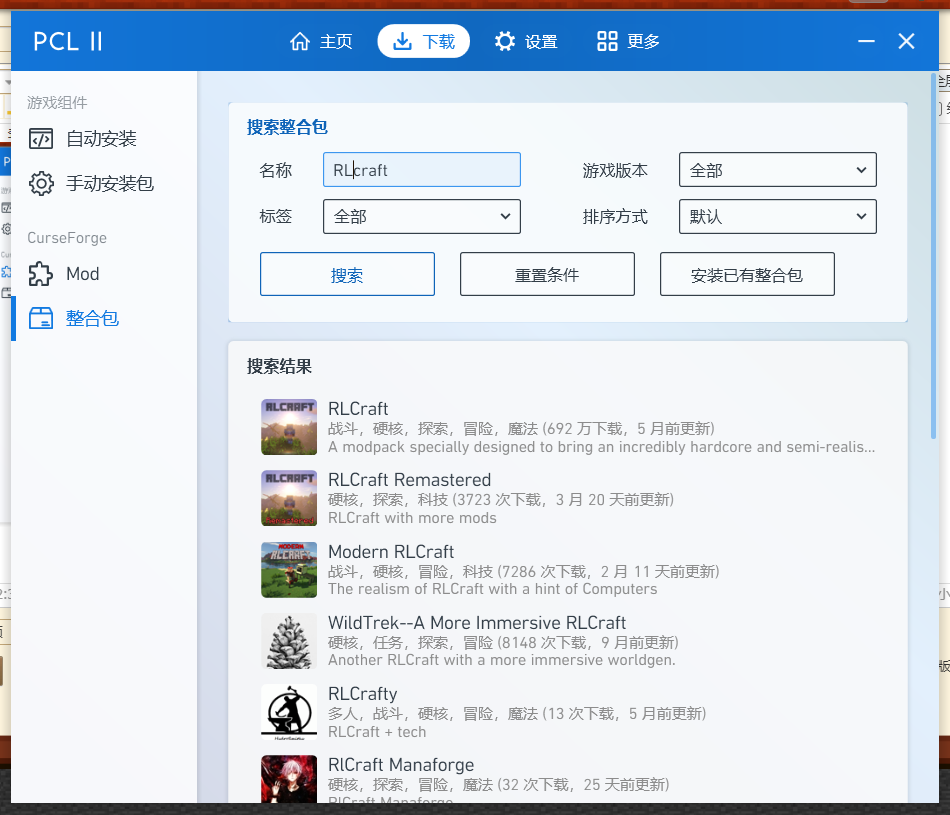 PCL II
主页
下载
设置
更多
游戏组件
自动安装
手动安装包
CurseForge
Mod
整合包
搜索整合包
名称
RLcraft
游戏版本
全部
标签
全部
排序方式
默认
搜索
重置条件
安装已有整合包
搜索结果
RLCraft
战斗，硬核，探索，冒险，魔法 (692 万下载，5 月前更新)
A modpack specially designed to bring an incredibly hardcore and semi-realis...
RLCraft Remastered
硬核，探索，科技 (3723 次下载，3 月 20 天前更新)
RLCraft with more mods
Modern RLCraft
战斗，硬核，冒险，科技 (7286 次下载，2 月 11 天前更新)
The realism of RLCraft with a hint of Computers
WildTrek--A More Immersive RLCraft
硬核，任务，探索，冒险 (8148 次下载，9 月前更新)
Another RLCraft with a more immersive worldgen.
RLCrafty
多人，战斗，硬核，冒险，魔法 (13 次下载，5 月前更新)
RLCraft + tech
RlCraft Manaforge
硬核，探索，冒险，魔法 (32 次下载，25 天前更新)
RlCraft Manaforge